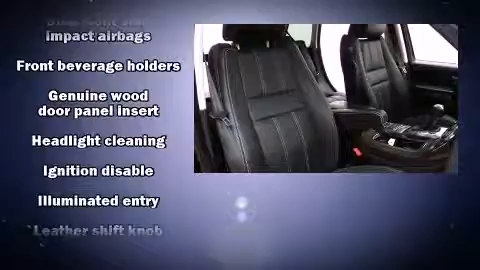 impact airbags
Front beverage holders
Genuine wood
door panel insert
Headlight cleaning
Ignition disable
Illuminated entry
Leather shift knob